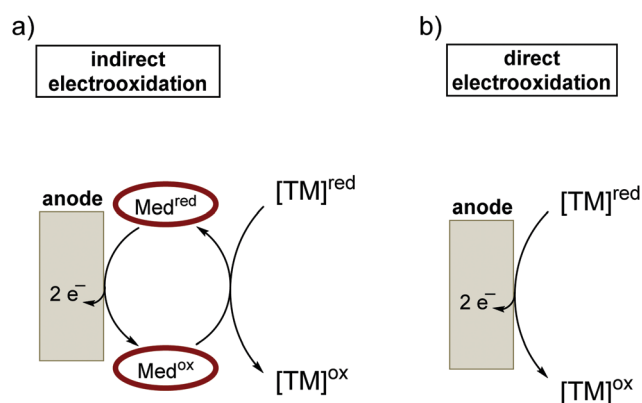 a)
indirect
electrooxidation
anode
Med^red
[TM]^red
2 e^–
Med^ox
[TM]^ox
b)
direct
electrooxidation
anode
[TM]^red
2 e^–
[TM]^ox